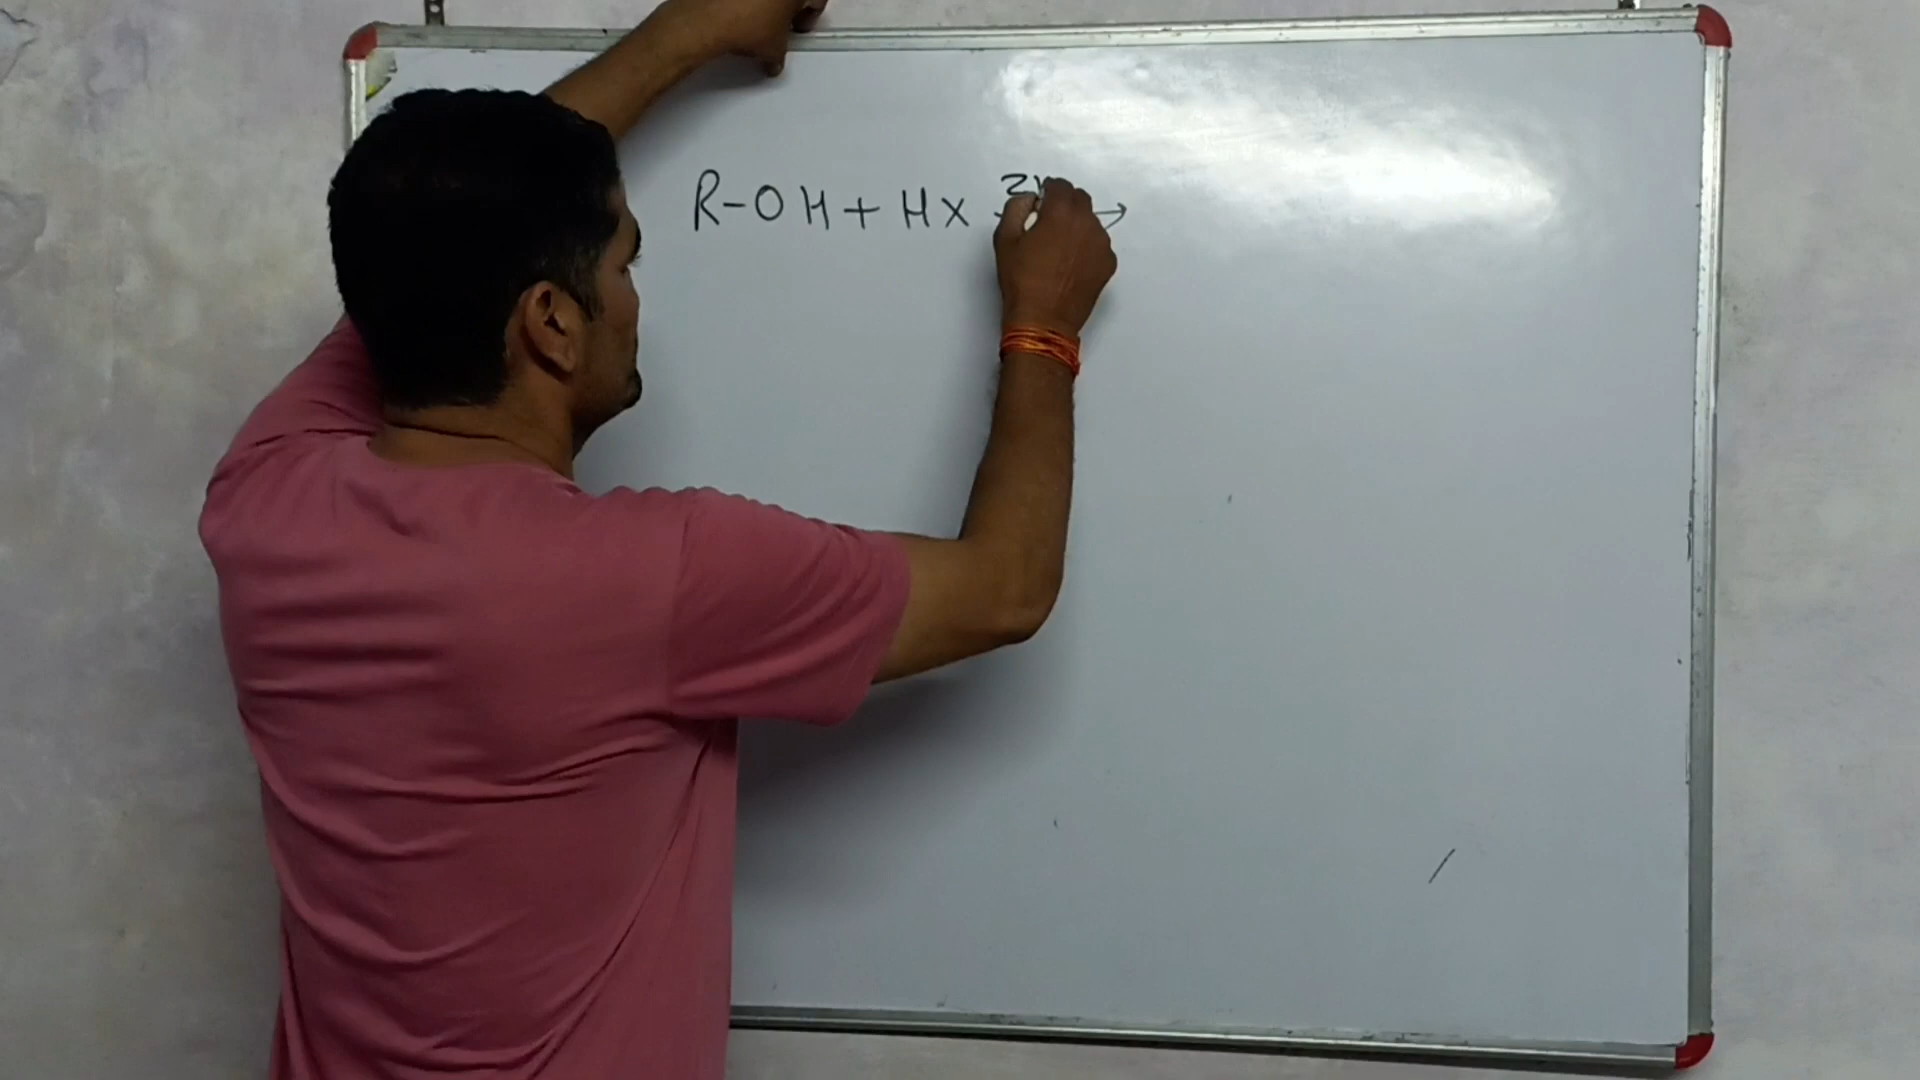 R-OH + HX →